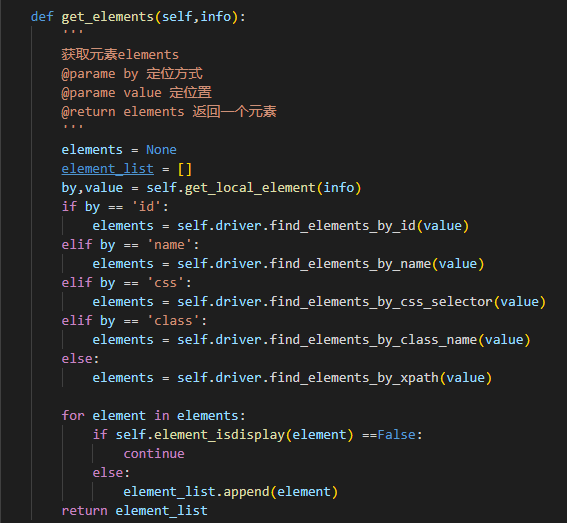 def get_elements(self,info):
    '''
    获取元素elements
    @parame by 定位方式
    @parame value 定位置
    @return elements 返回一个元素
    '''
    elements = None
    element_list = []
    by,value = self.get_local_element(info)
    if by == 'id':
        elements = self.driver.find_elements_by_id(value)
    elif by == 'name':
        elements = self.driver.find_elements_by_name(value)
    elif by == 'css':
        elements = self.driver.find_elements_by_css_selector(value)
    elif by == 'class':
        elements = self.driver.find_elements_by_class_name(value)
    else:
        elements = self.driver.find_elements_by_xpath(value)
    for element in elements:
        if self.element_isdisplay(element) ==False:
            continue
        else:
            element_list.append(element)
    return element_list